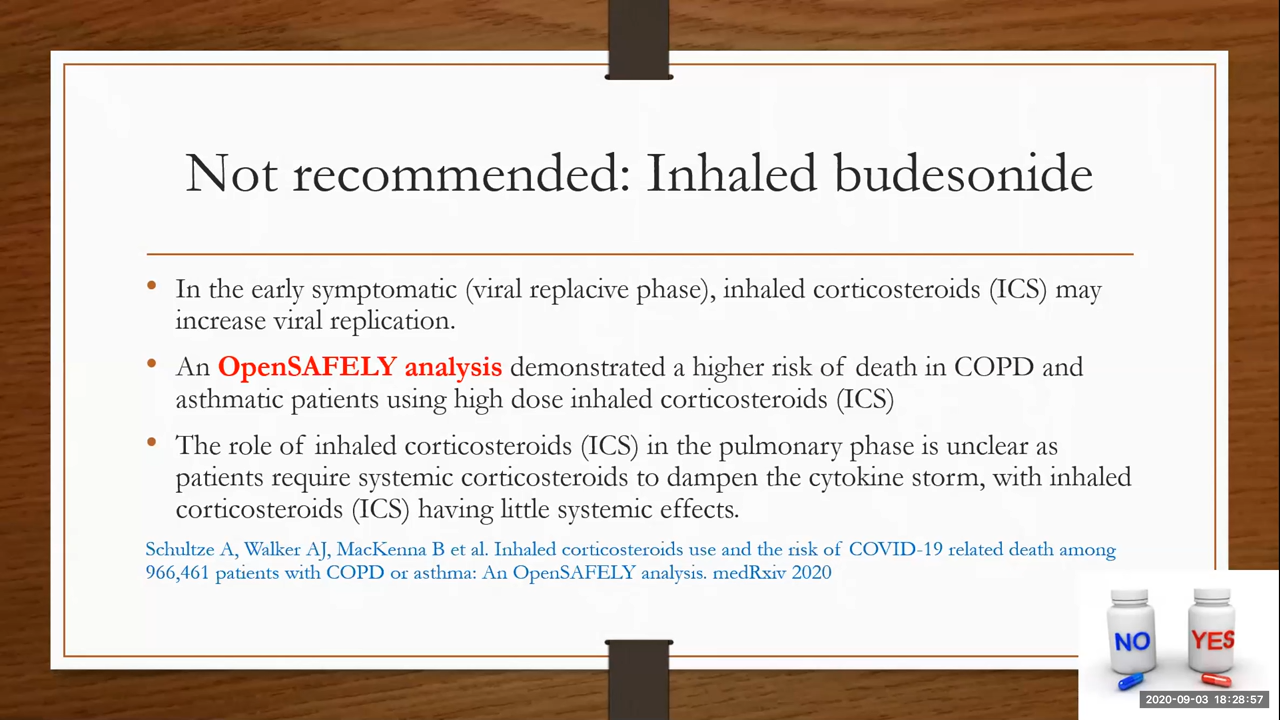 Not recommended: Inhaled budesonide
• In the early symptomatic (viral replacive phase), inhaled corticosteroids (ICS) may
increase viral replication.
• An OpenSAFELY analysis demonstrated a higher risk of death in COPD and
asthmatic patients using high dose inhaled corticosteroids (ICS)
• The role of inhaled corticosteroids (ICS) in the pulmonary phase is unclear as
patients require systemic corticosteroids to dampen the cytokine storm, with inhaled
corticosteroids (ICS) having little systemic effects.
Schultze A, Walker AJ, MacKenna B et al. Inhaled corticosteroids use and the risk of COVID-19 related death among
966,461 patients with COPD or asthma: An OpenSAFELY analysis. medRxiv 2020
NO
YES
2020-09-03 18:28:57